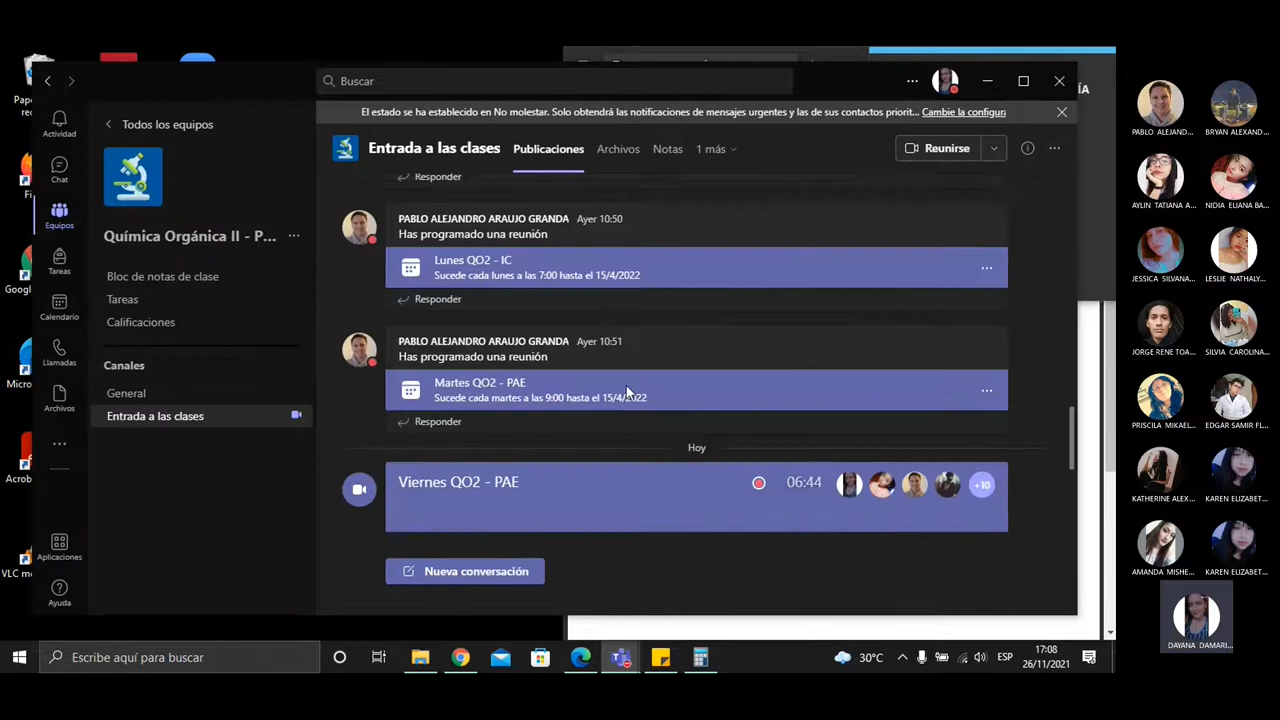 Buscar
El estado se ha establecido en No molestar. Solo obtendrá las notificaciones de mensajes urgentes y las de sus contactos priorit... Cambie la configura
Todos los equipos
Entrada a las clases
Publicaciones
Archivos
Notas
1 más
Reunirse
Actividad
Chat
Equipos
Tareas
Calendario
Llamadas
Archivos
Aplicaciones
Ayuda
Química Orgánica II - P...
Bloc de notas de clase
Tareas
Calificaciones
Canales
General
Entrada a las clases
Responder
PABLO ALEJANDRO ARAUJO GRANDA Ayer 10:50
Has programado una reunión
Lunes QO2 - IC
Sucede cada lunes a las 7:00 hasta el 15/4/2022
Responder
PABLO ALEJANDRO ARAUJO GRANDA Ayer 10:51
Has programado una reunión
Martes QO2 - PAE
Sucede cada martes a las 9:00 hasta el 15/4/2022
Responder
Hoy
Viernes QO2 - PAE
06:44
+10
Nueva conversación
PABLO ALEJAND...
BRYAN ALEXAND...
AYLIN TATIANA A...
NIDIA ELIANA BA...
JESSICA SILVANA...
LESLIE NATHALY...
JORGE RENE TOA...
SILVIA CAROLINA...
PRISCILA MIKAEL...
EDGAR SAMIR FL...
KATHERINE ALEX...
KAREN ELIZABET...
AMANDA MISHE...
KAREN ELIZABET...
DAYANA DAMARI...
Escribe aquí para buscar
30°C
ESP
17:08
26/11/2021